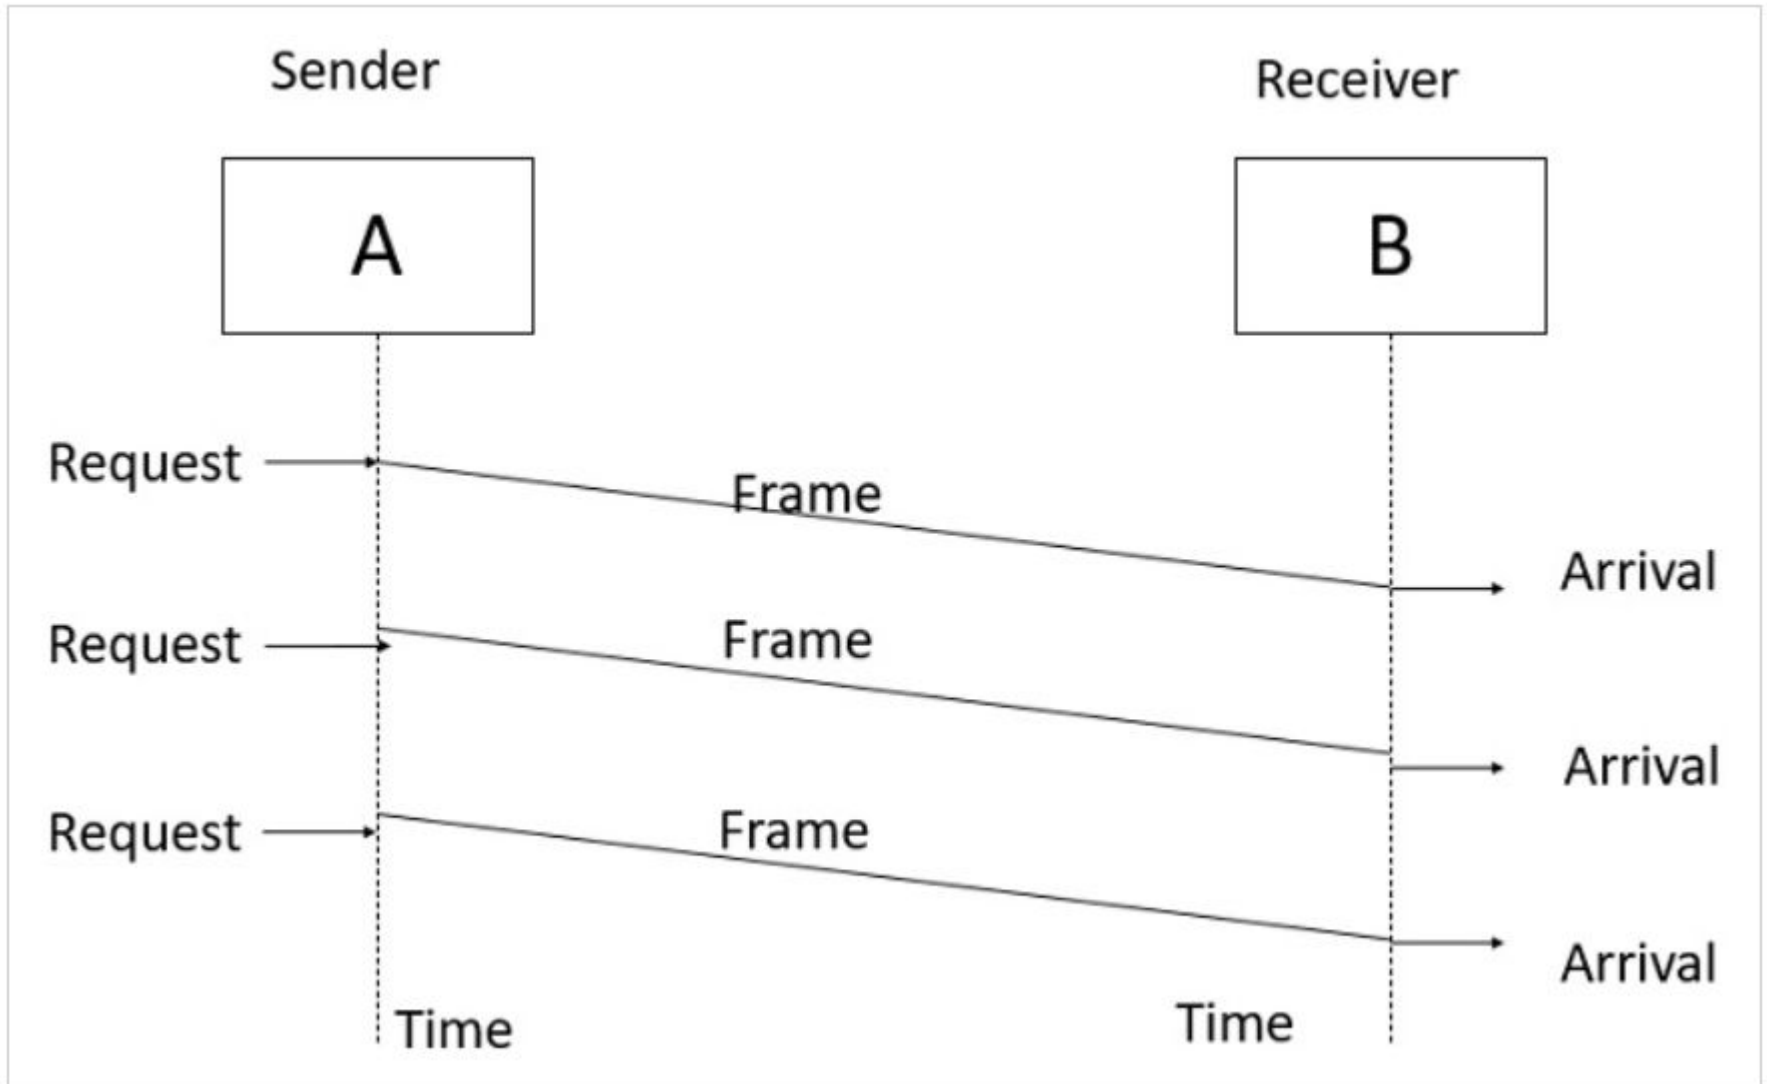 Sender
Receiver
A
B
Request
Frame
Arrival
Request
Frame
Arrival
Request
Frame
Arrival
Time
Time